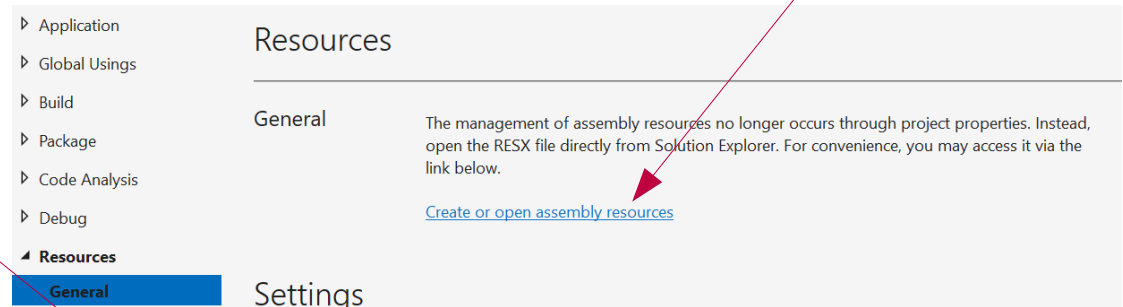 Application
Global Usings
Build
Package
Code Analysis
Debug
Resources
General
Resources
General
The management of assembly resources no longer occurs through project properties. Instead,
open the RESX file directly from Solution Explorer. For convenience, you may access it via the
link below.
Create or open assembly resources
Settings